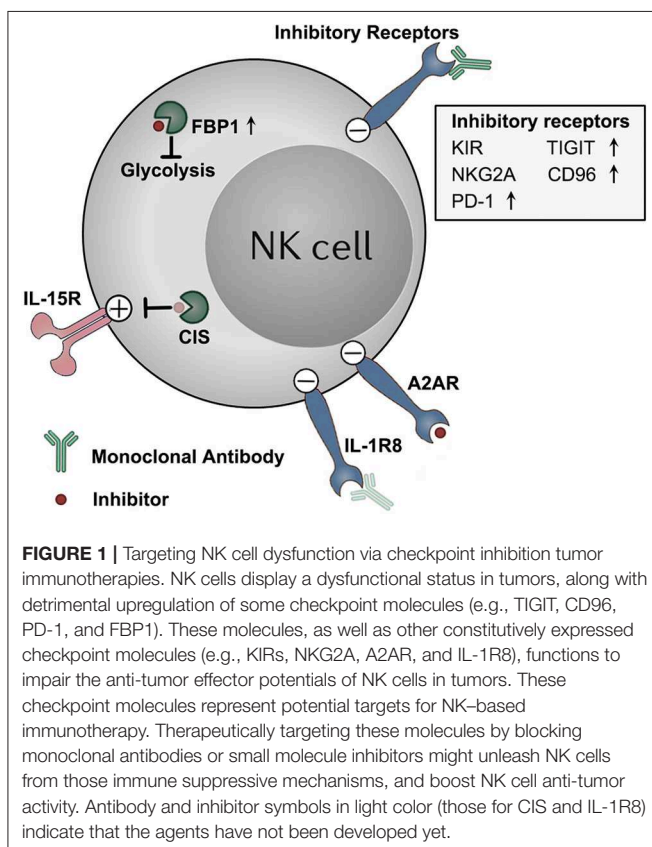 Inhibitory Receptors
FBP1 ↑
Glycolysis
Inhibitory receptors
KIR TIGIT ↑
NKG2A CD96 ↑
PD-1 ↑
NK cell
IL-15R
+
CIS
A2AR
IL-1R8
Monoclonal Antibody
Inhibitor
FIGURE 1 | Targeting NK cell dysfunction via checkpoint inhibition tumor
immunotherapies. NK cells display a dysfunctional status in tumors, along with
detrimental upregulation of some checkpoint molecules (e.g., TIGIT, CD96,
PD-1, and FBP1). These molecules, as well as other constitutively expressed
checkpoint molecules (e.g., KIRs, NKG2A, A2AR, and IL-1R8), functions to
impair the anti-tumor effector potentials of NK cells in tumors. These
checkpoint molecules represent potential targets for NK–based
immunotherapy. Therapeutically targeting these molecules by blocking
monoclonal antibodies or small molecule inhibitors might unleash NK cells
from those immune suppressive mechanisms, and boost NK cell anti-tumor
activity. Antibody and inhibitor symbols in light color (those for CIS and IL-1R8)
indicate that the agents have not been developed yet.